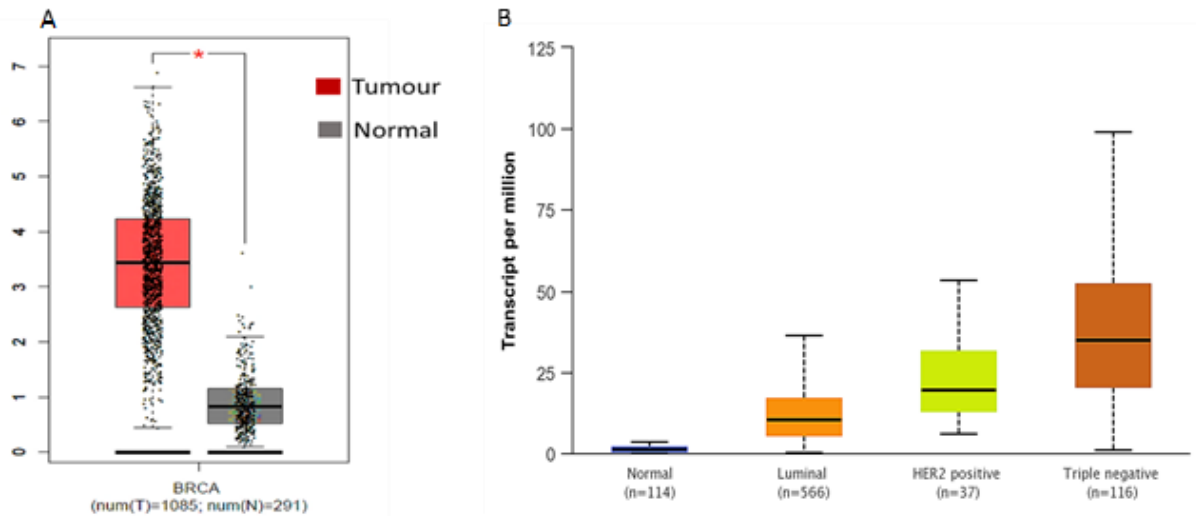 A
7
6
5
4
3
2
1
0
*
Tumour
Normal
BRCA
(num(T)=1085; num(N)=291)
B
Transcript per million
125
100
75
50
25
0
Normal
(n=114)
Luminal
(n=566)
HER2 positive
(n=37)
Triple negative
(n=116)